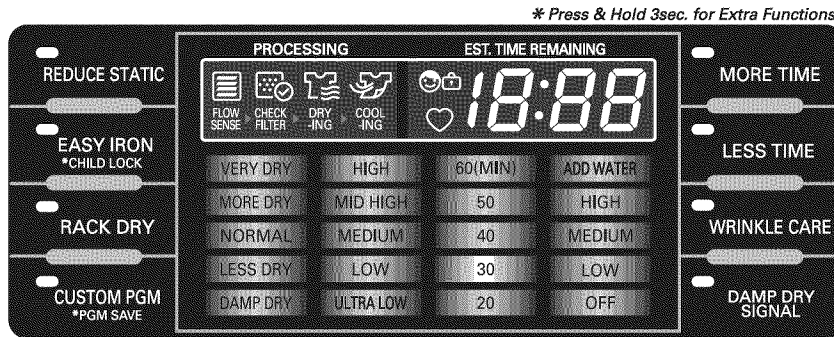 * Press & Hold 3sec. for Extra Functions
PROCESSING
EST. TIME REMAINING
FLOW SENSE
CHECK FILTER
DRY -ING
COOL -ING
18:88
REDUCE STATIC
EASY IRON
*CHILD LOCK
RACK DRY
CUSTOM PGM
*PGM SAVE
VERY DRY HIGH 60(MIN) ADD WATER
MORE DRY MID HIGH 50 HIGH
NORMAL MEDIUM 40 MEDIUM
LESS DRY LOW 30 LOW
DAMP DRY ULTRA LOW 20 OFF
MORE TIME
LESS TIME
WRINKLE CARE
DAMP DRY
SIGNAL